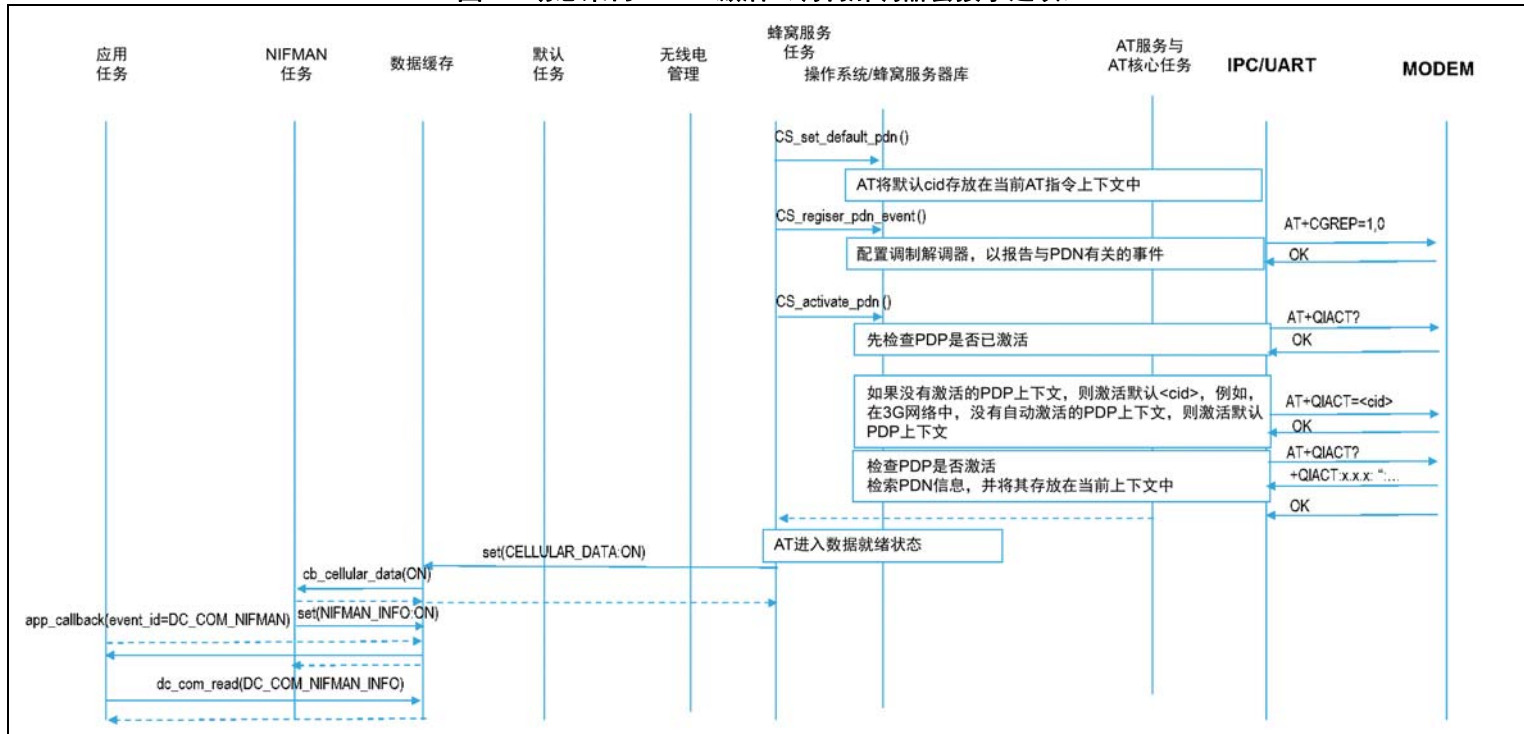 应用
任务
NIFMAN
任务
数据缓存
默认
任务
无线电
管理
蜂窝服务
任务
操作系统/蜂窝服务器库
AT服务与
AT核心任务
IPC/UART
MODEM
CS_set_default_pdn()
AT将默认cid存放在当前AT指令上下文中
CS_regiser_pdn_event()
AT+CGREP=1,0
配置调制解调器，以报告与PDN有关的事件
OK
CS_activate_pdn()
AT+QIACT?
先检查PDP是否已激活
OK
如果没有激活的PDP上下文，则激活默认<cid>，例如，
在3G网络中，没有自动激活的PDP上下文，则激活默认
PDP上下文
AT+QIACT=<cid>
OK
AT+QIACT?
检查PDP是否激活
检索PDN信息，并将其存放在当前上下文中
+QIACT:x.x.x: “:...
OK
AT进入数据就绪状态
set(CELLULAR_DATA:ON)
cb_cellular_data(ON)
set(NIFMAN_INFO:ON)
app_callback(event_id=DC_COM_NIFMAN)
dc_com_read(DC_COM_NIFMAN_INFO)